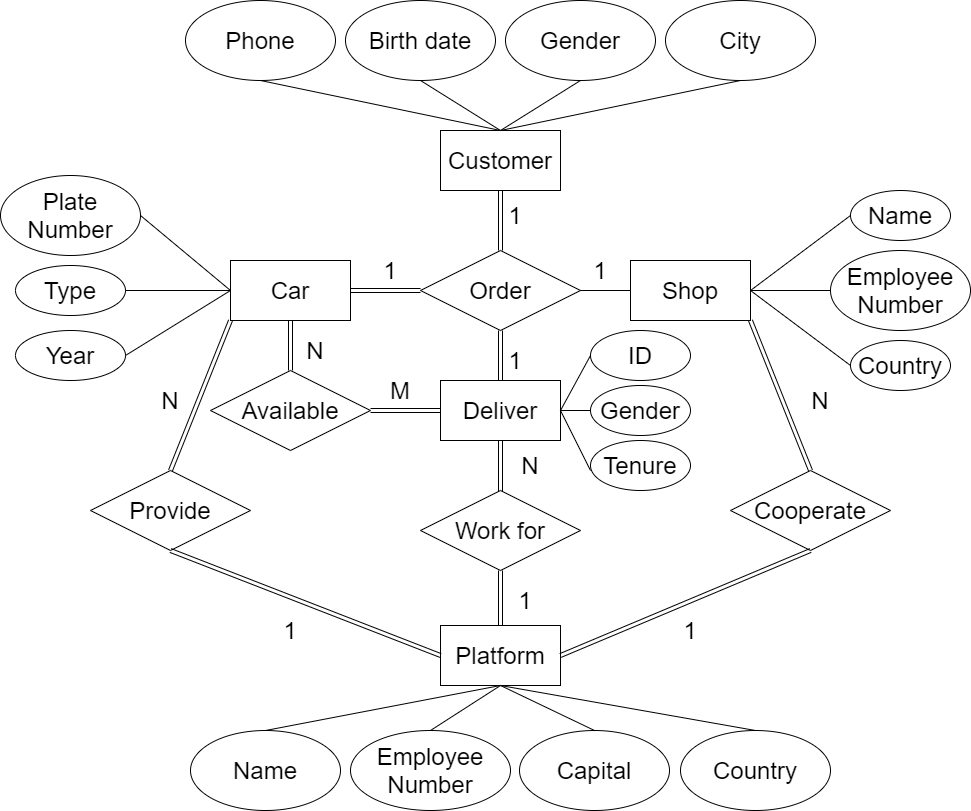 Phone
Birth date
Gender
City
Customer
Plate
Number
1
Name
Type
Car
1
Order
1
Shop
Employee
Number
Year
N
1
ID
Country
N
Available
M
Deliver
Gender
N
Tenure
N
Provide
Work for
Cooperate
1
1
1
Platform
Name
Employee
Number
Capital
Country